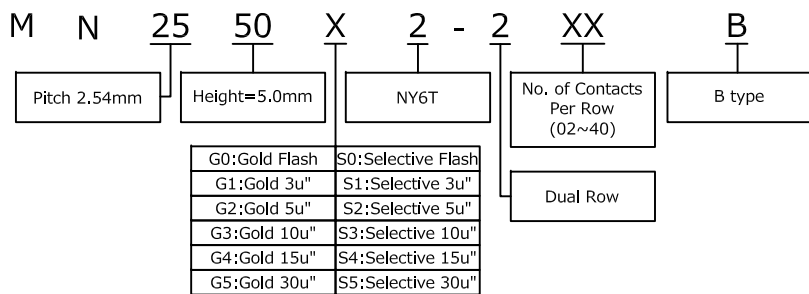 M N 25 50 X 2 - 2 XX B
Pitch 2.54mm
Height=5.0mm
NY6T
No. of Contacts
Per Row
(02~40)
B type
G0:Gold Flash S0:Selective Flash
G1:Gold 3u" S1:Selective 3u"
G2:Gold 5u" S2:Selective 5u"
G3:Gold 10u" S3:Selective 10u"
G4:Gold 15u" S4:Selective 15u"
G5:Gold 30u" S5:Selective 30u"
Dual Row